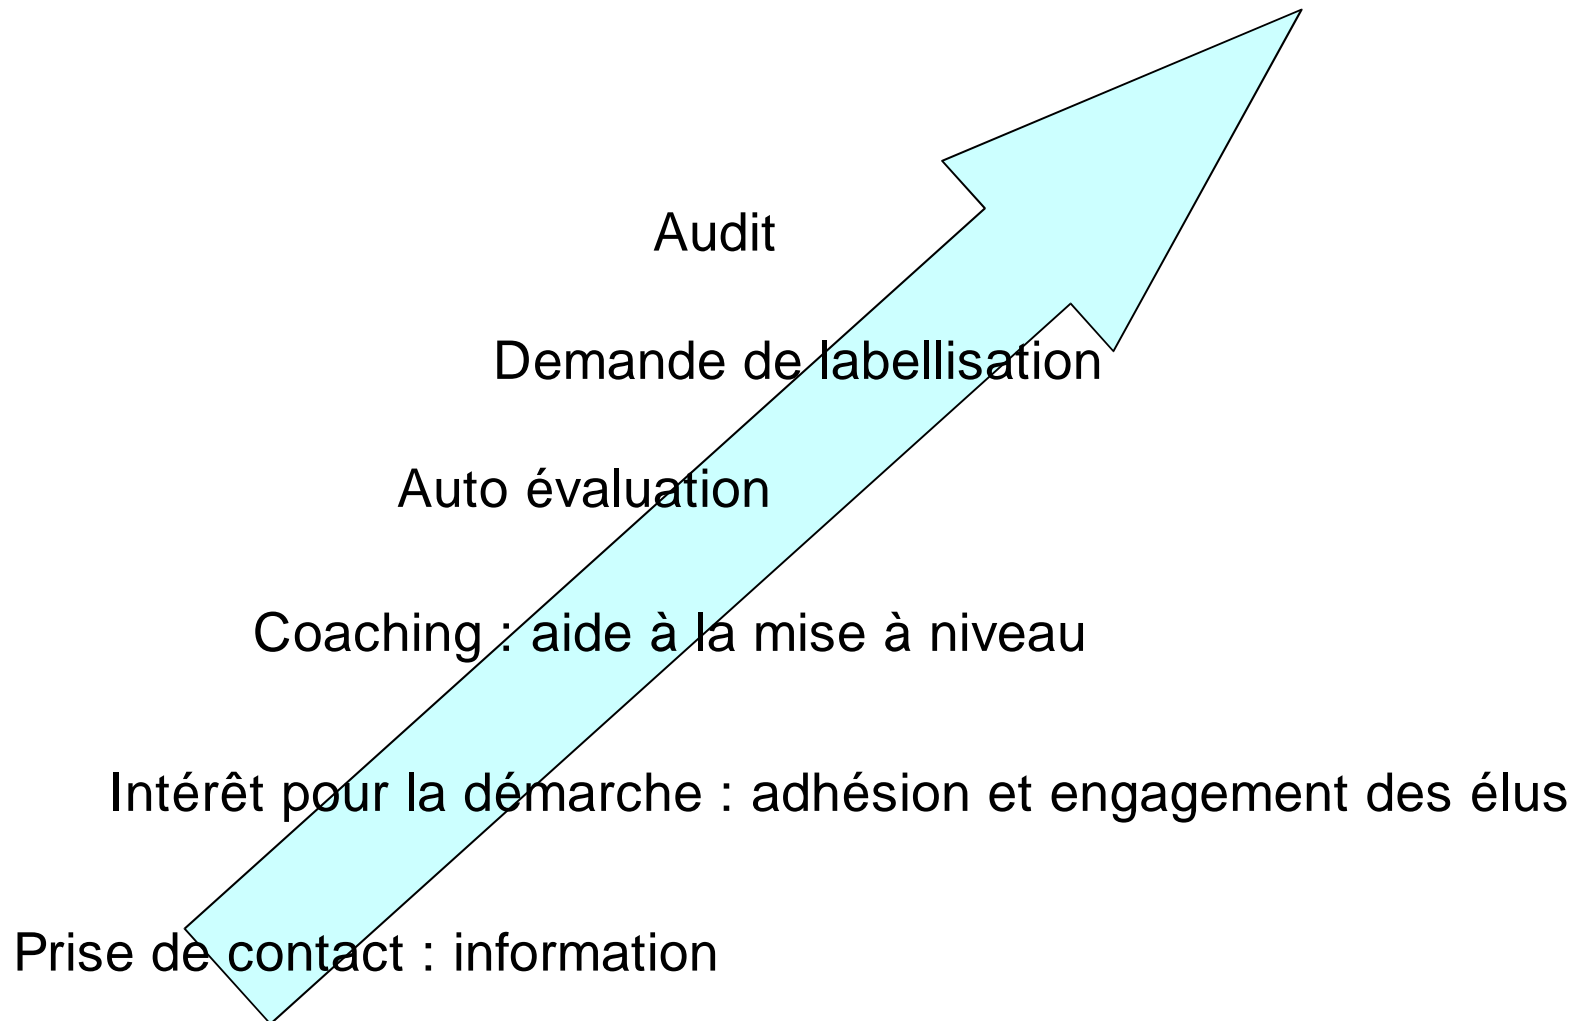 Audit
Demande de labellisation
Auto évaluation
Coaching : aide à la mise à niveau
Intérêt pour la démarche : adhésion et engagement des élus
Prise de contact : information